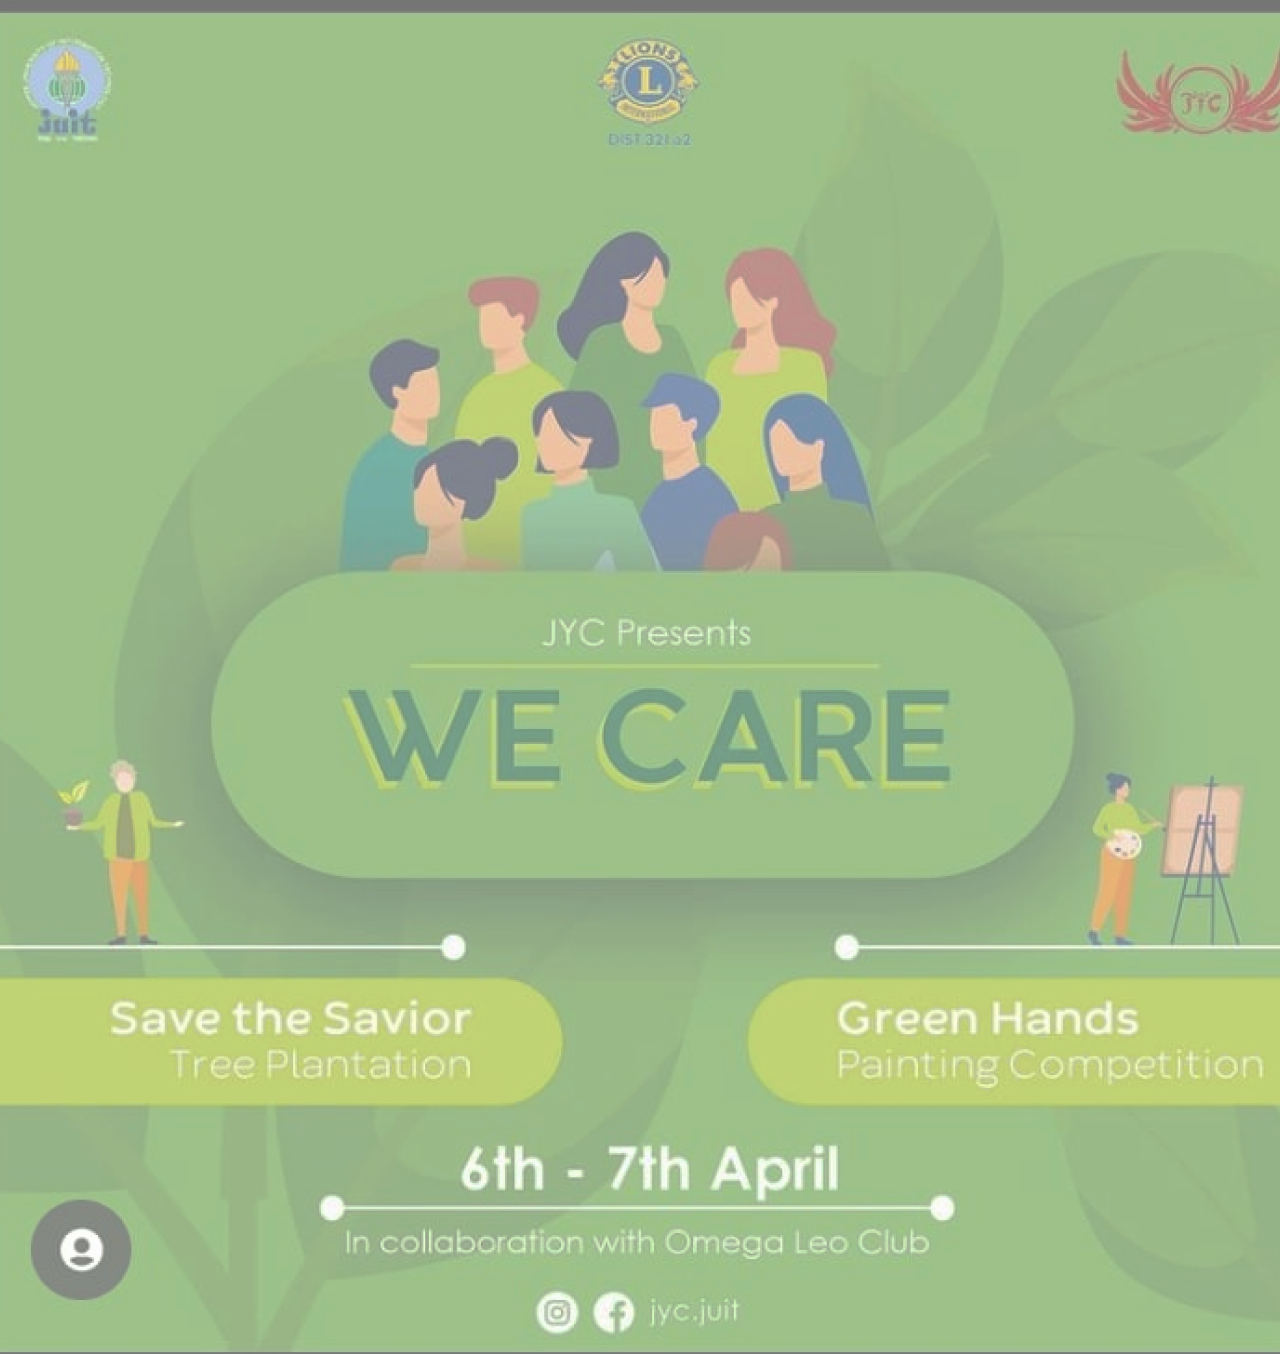 juit
LIONS
L
INTERNATIONAL
DIST 321 a2
JYC
JYC Presents
WE CARE
Save the Savior
Tree Plantation
Green Hands
Painting Competition
6th - 7th April
In collaboration with Omega Leo Club
jyc.juit